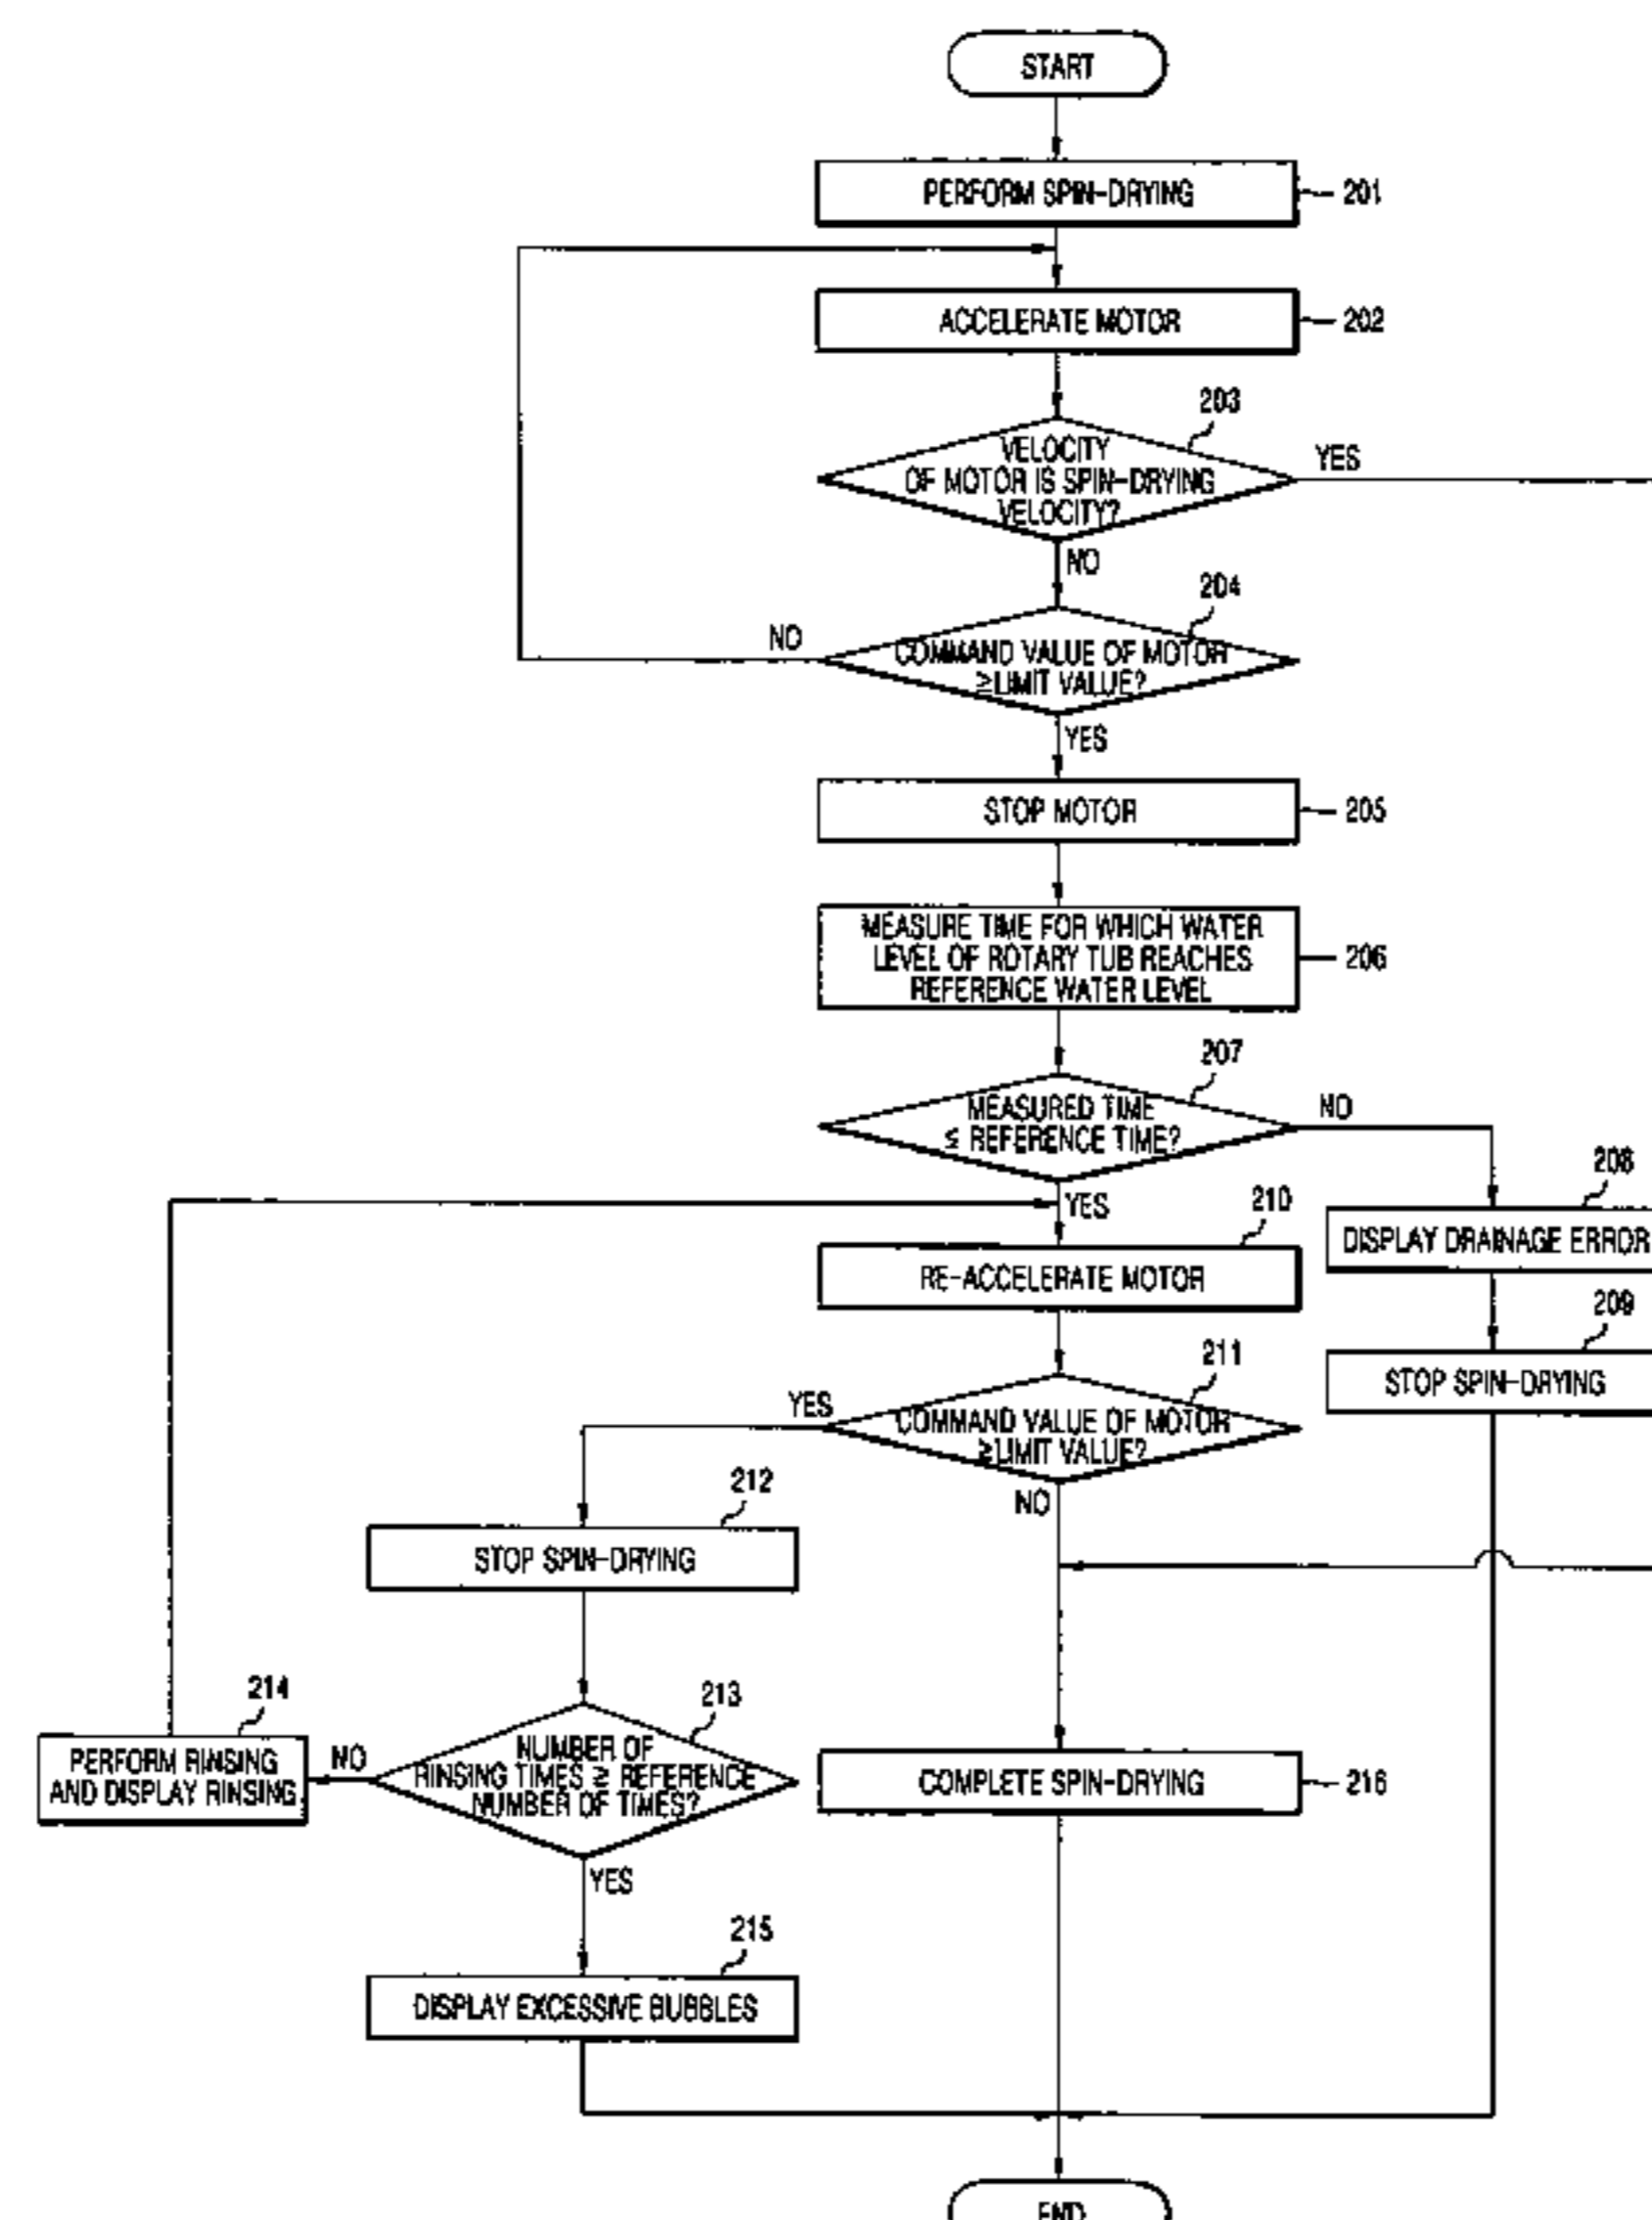 START
PERFORM SPIN-DRYING
201
ACCELERATE MOTOR
202
203
VELOCITY
OF MOTOR IS SPIN-DRYING
VELOCITY?
YES
NO
204
COMMAND VALUE OF MOTOR
≥LIMIT VALUE?
NO
YES
STOP MOTOR
205
MEASURE TIME FOR WHICH WATER
LEVEL OF ROTARY TUB REACHES
REFERENCE WATER LEVEL
206
207
MEASURED TIME
≤ REFERENCE TIME?
NO
YES
208
DISPLAY DRAINAGE ERROR
209
STOP SPIN-DRYING
210
RE-ACCELERATE MOTOR
211
COMMAND VALUE OF MOTOR
≥LIMIT VALUE?
YES
NO
212
STOP SPIN-DRYING
213
NUMBER OF
RINSING TIMES ≥ REFERENCE
NUMBER OF TIMES?
NO
YES
214
PERFORM RINSING
AND DISPLAY RINSING
COMPLETE SPIN-DRYING
216
215
DISPLAY EXCESSIVE BUBBLES
END